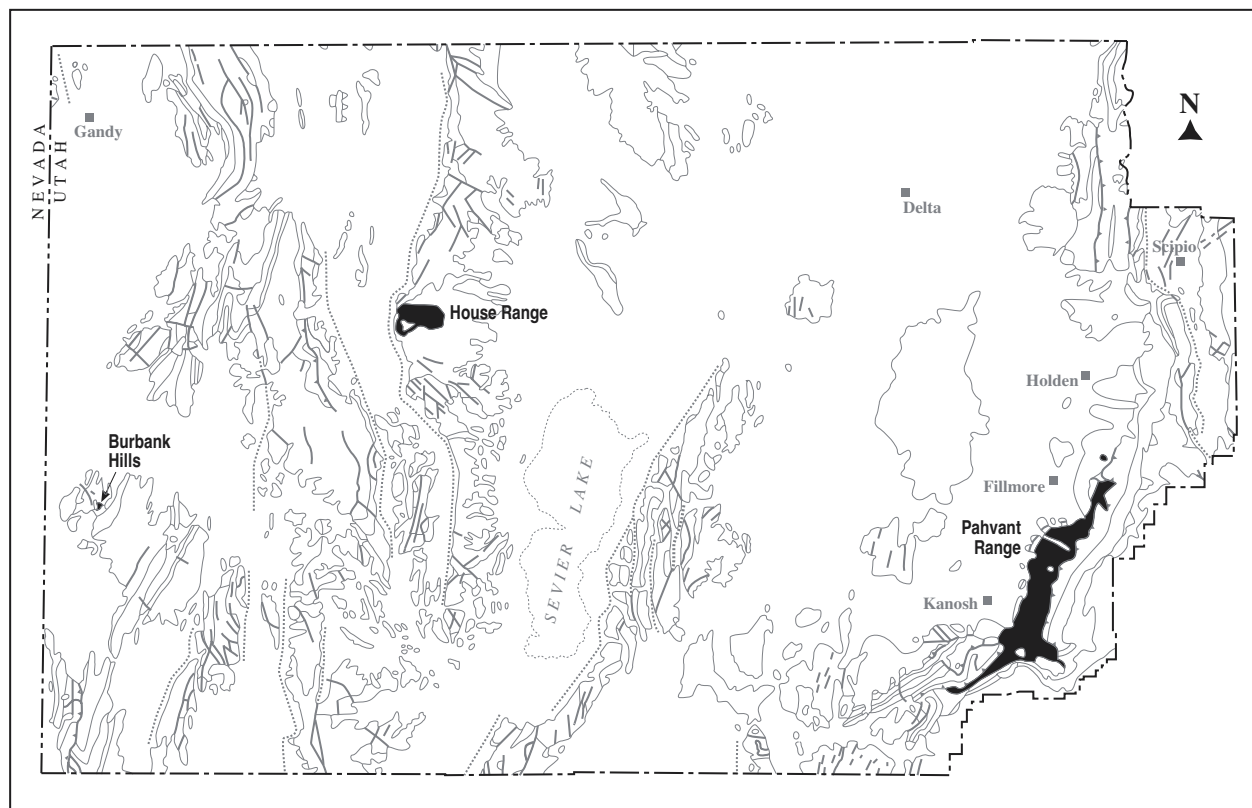 N
Gandy
NEVADA
UTAH
Delta
Scipio
House Range
Holden
Burbank
Hills
SEVIER LAKE
Fillmore
Pahvant
Range
Kanosh